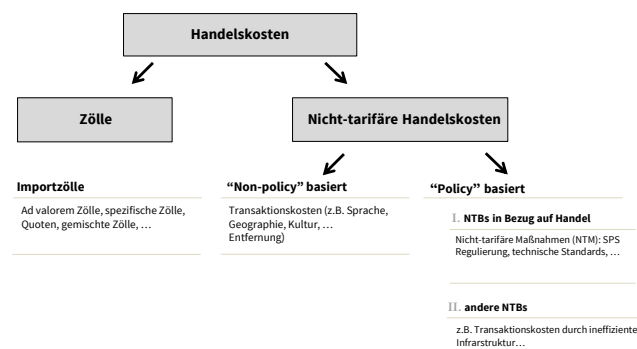 Handelskosten
Zölle
Nicht-tarifäre Handelskosten
Importzölle
Ad valorem Zölle, spezifische Zölle,
Quoten, gemischte Zölle, …
“Non-policy” basiert
Transaktionskosten (z.B. Sprache,
Geographie, Kultur, …
Entfernung)
“Policy” basiert
I. NTBs in Bezug auf Handel
Nicht-tarifäre Maßnahmen (NTM): SPS
Regulierung, technische Standards, …
II. andere NTBs
z.B. Transaktionskosten durch ineffiziente
Infrastruktur…